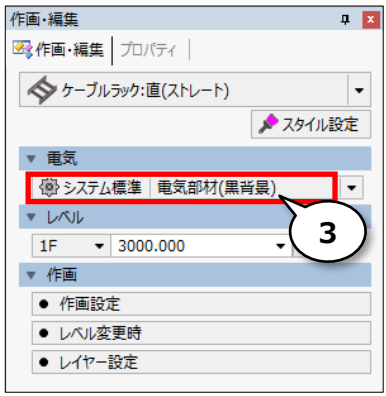 作画・編集
作画・編集 プロパティ
ケーブルラック:直(ストレート)
スタイル設定
電気
システム標準 電気部材(黒背景)
レベル
3
1F 3000.000
作画
作画設定
レベル変更時
レイヤー設定